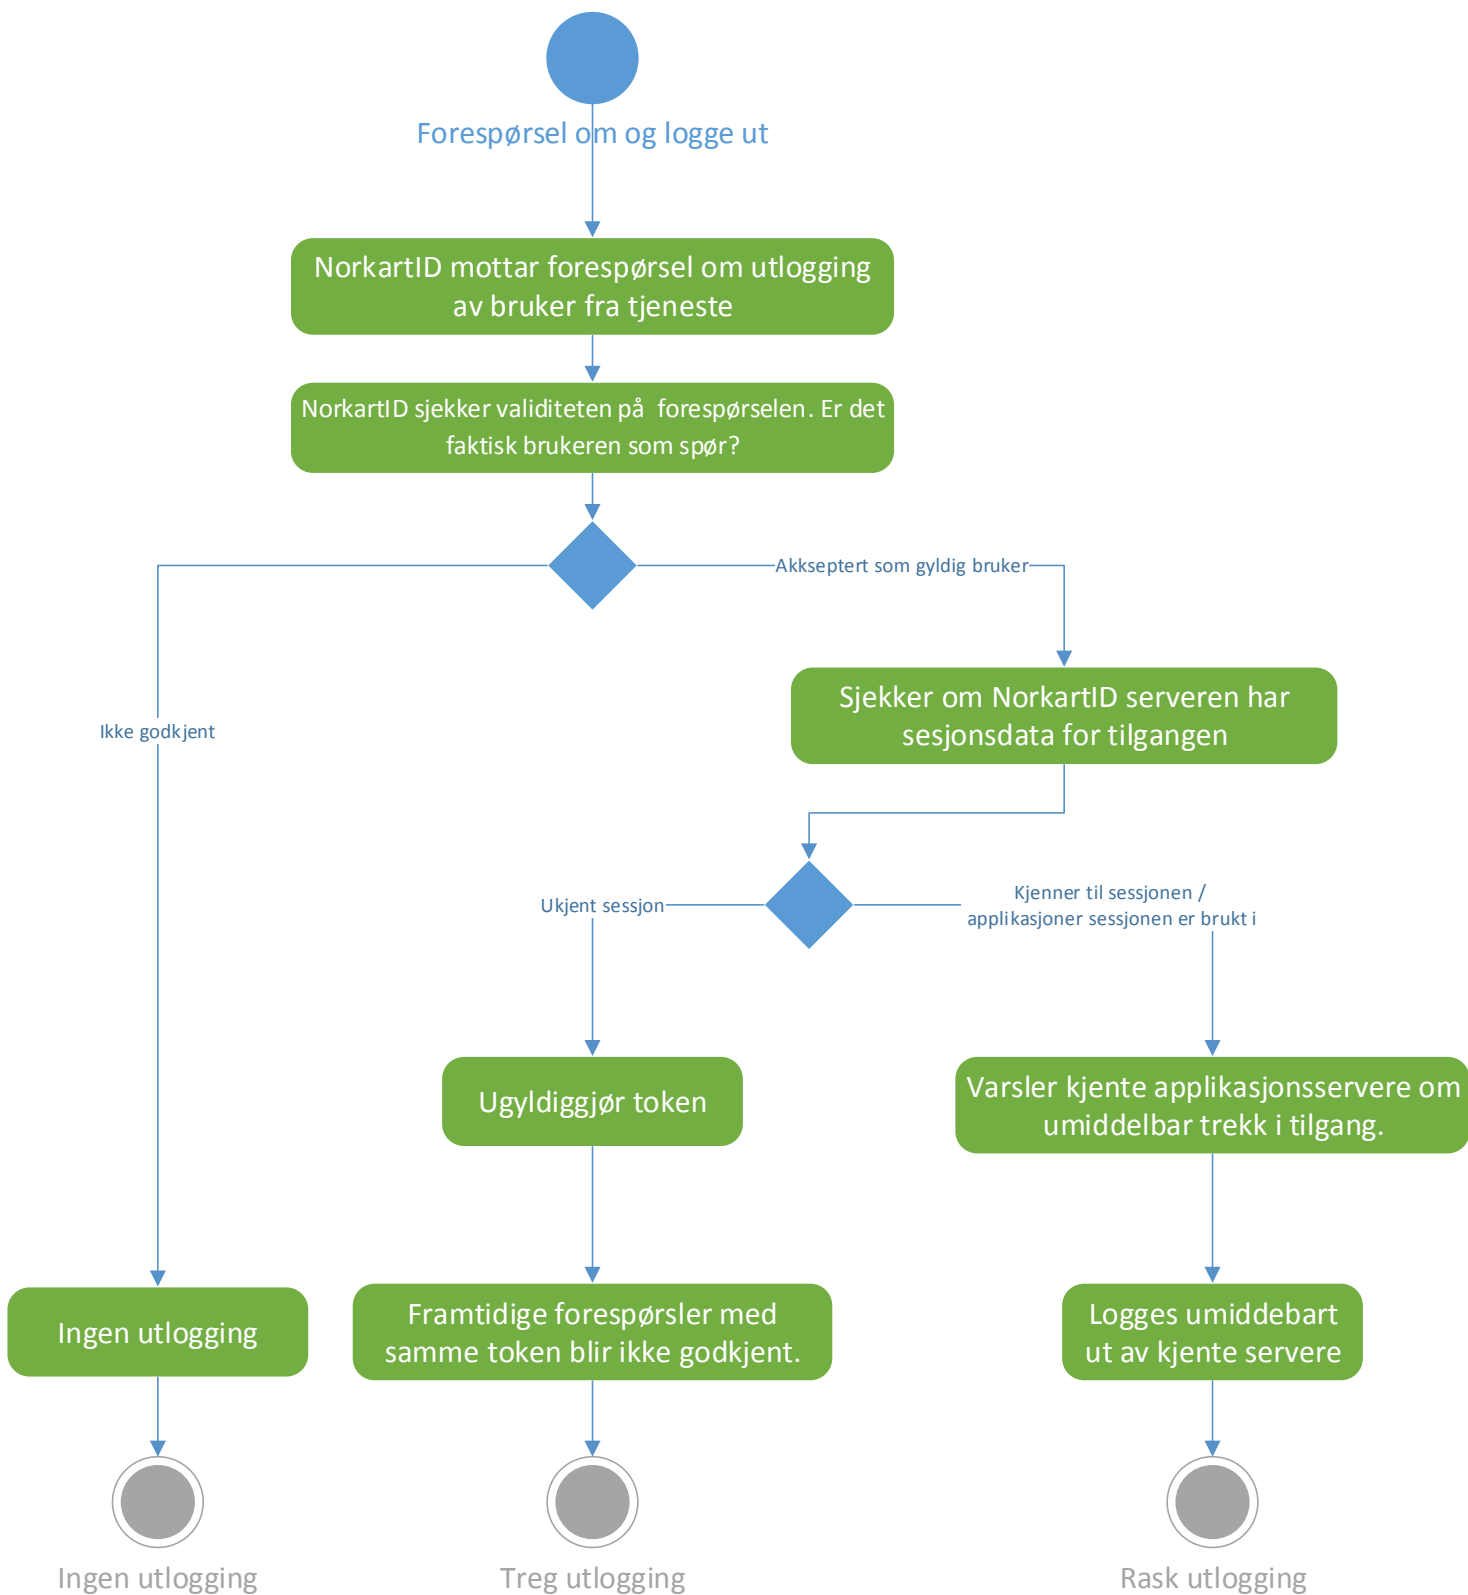 Forespørsel om og logge ut
NorkartID mottar forespørsel om utlogging
av bruker fra tjeneste
NorkartID sjekker validiteten på forespørselen. Er det
faktisk brukeren som spør?
Akkseptert som gyldig bruker
Sjekker om NorkartID serveren har
sesjonsdata for tilgangen
Ikke godkjent
Ukjent sessjon
Kjenner til sessjonen /
applikasjoner sessjonen er brukt i
Ugyldiggjør token
Varsler kjente applikasjonsservere om
umiddelbar trekk i tilgang.
Ingen utlogging
Framtidige forespørsler med
samme token blir ikke godkjent.
Logges umiddebart
ut av kjente servere
Ingen utlogging
Treg utlogging
Rask utlogging